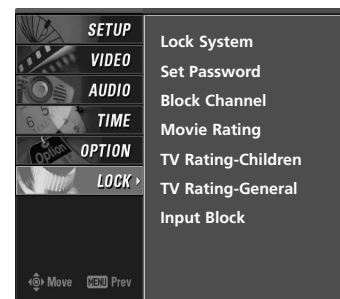 SETUP
VIDEO
AUDIO
TIME
OPTION
LOCK
Lock System
Set Password
Block Channel
Movie Rating
TV Rating-Children
TV Rating-General
Input Block
Move MENU Prev